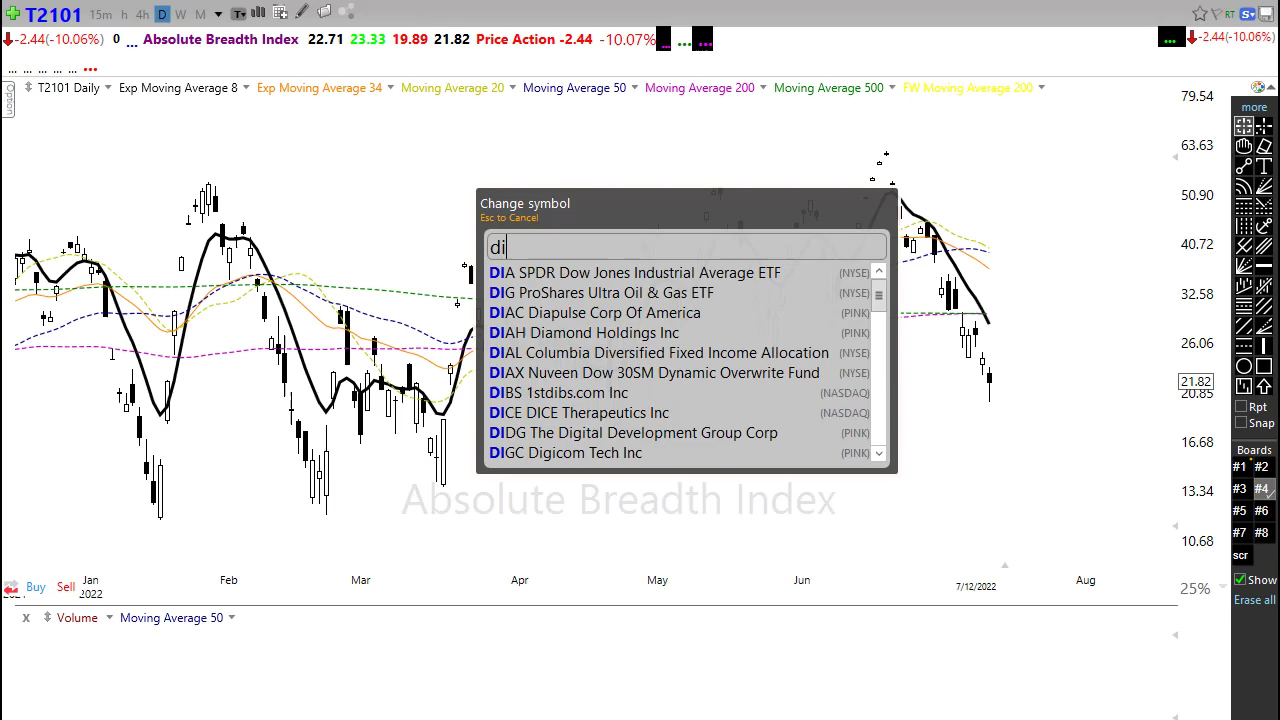 T2101 15m h 4h D W M T RT S
-2.44(-10.06%) 0 ... Absolute Breadth Index 22.71 23.33 19.89 21.82 Price Action -2.44 -10.07% ... ... ... ... -2.44(-10.06%)
... ... ... ... ... ...
Option
T2101 Daily Exp Moving Average 8 Exp Moving Average 34 Moving Average 20 Moving Average 50 Moving Average 200 Moving Average 500 FW Moving Average 200
79.54
63.63
50.90
40.72
32.58
26.06
21.82
20.85
16.68
13.34
10.68
more
T
Rpt
Snap
Boards
#1 #2
#3 #4
#5 #6
#7 #8
scr
Show
Erase all
Change symbol
Esc to Cancel
di
DIA SPDR Dow Jones Industrial Average ETF (NYSE)
DIG ProShares Ultra Oil & Gas ETF (NYSE)
DIAC Diapulse Corp Of America (PINK)
DIAH Diamond Holdings Inc (PINK)
DIAL Columbia Diversified Fixed Income Allocation (NYSE)
DIAX Nuveen Dow 30SM Dynamic Overwrite Fund (NYSE)
DIBS 1stdibs.com Inc (NASDAQ)
DICE DICE Therapeutics Inc (NASDAQ)
DIDG The Digital Development Group Corp (PINK)
DIGC Digicom Tech Inc (PINK)
Absolute Breadth Index
Jan Feb Mar Apr May Jun 7/12/2022 Aug
Buy Sell 2022 25%
x Volume Moving Average 50